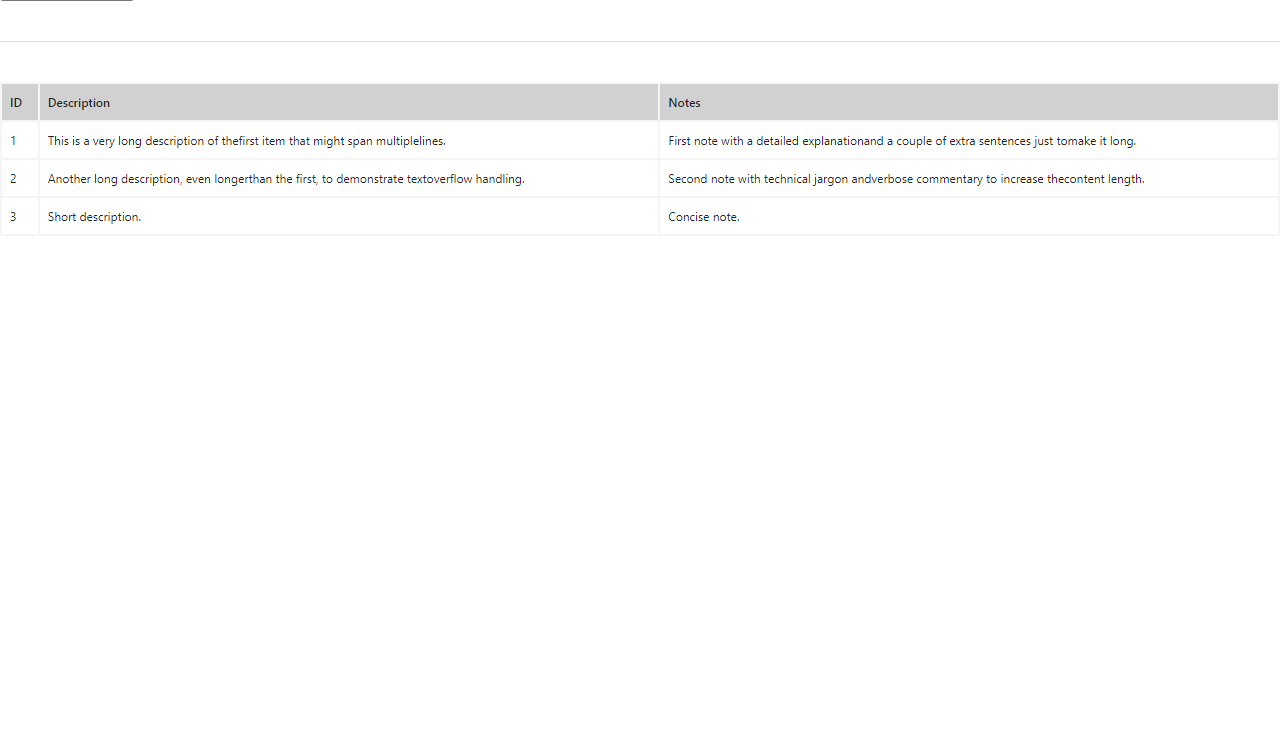 ID Description Notes
1 This is a very long description of thefirst item that might span multiplelines. First note with a detailed explanationand a couple of extra sentences just tomake it long.
2 Another long description, even longerthan the first, to demonstrate textoverflow handling. Second note with technical jargon andverbose commentary to increase thecontent length.
3 Short description. Concise note.